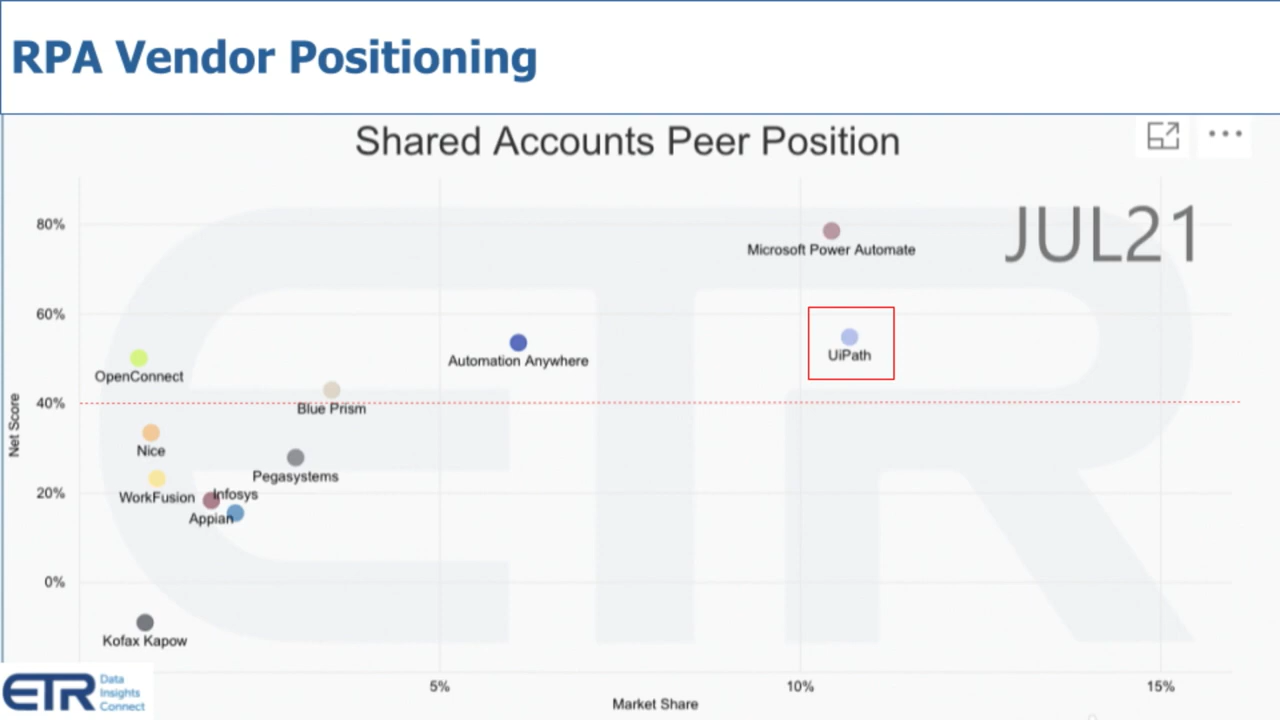 RPA Vendor Positioning
Shared Accounts Peer Position
JUL21
80%
Microsoft Power Automate
60%
UiPath
Automation Anywhere
OpenConnect
40%
Blue Prism
Net Score
Nice
Pegasystems
20%
WorkFusion
Infosys
Appian
0%
Kofax Kapow
5%
10%
15%
Market Share
ETR
Data
Insights
Connect
ETR